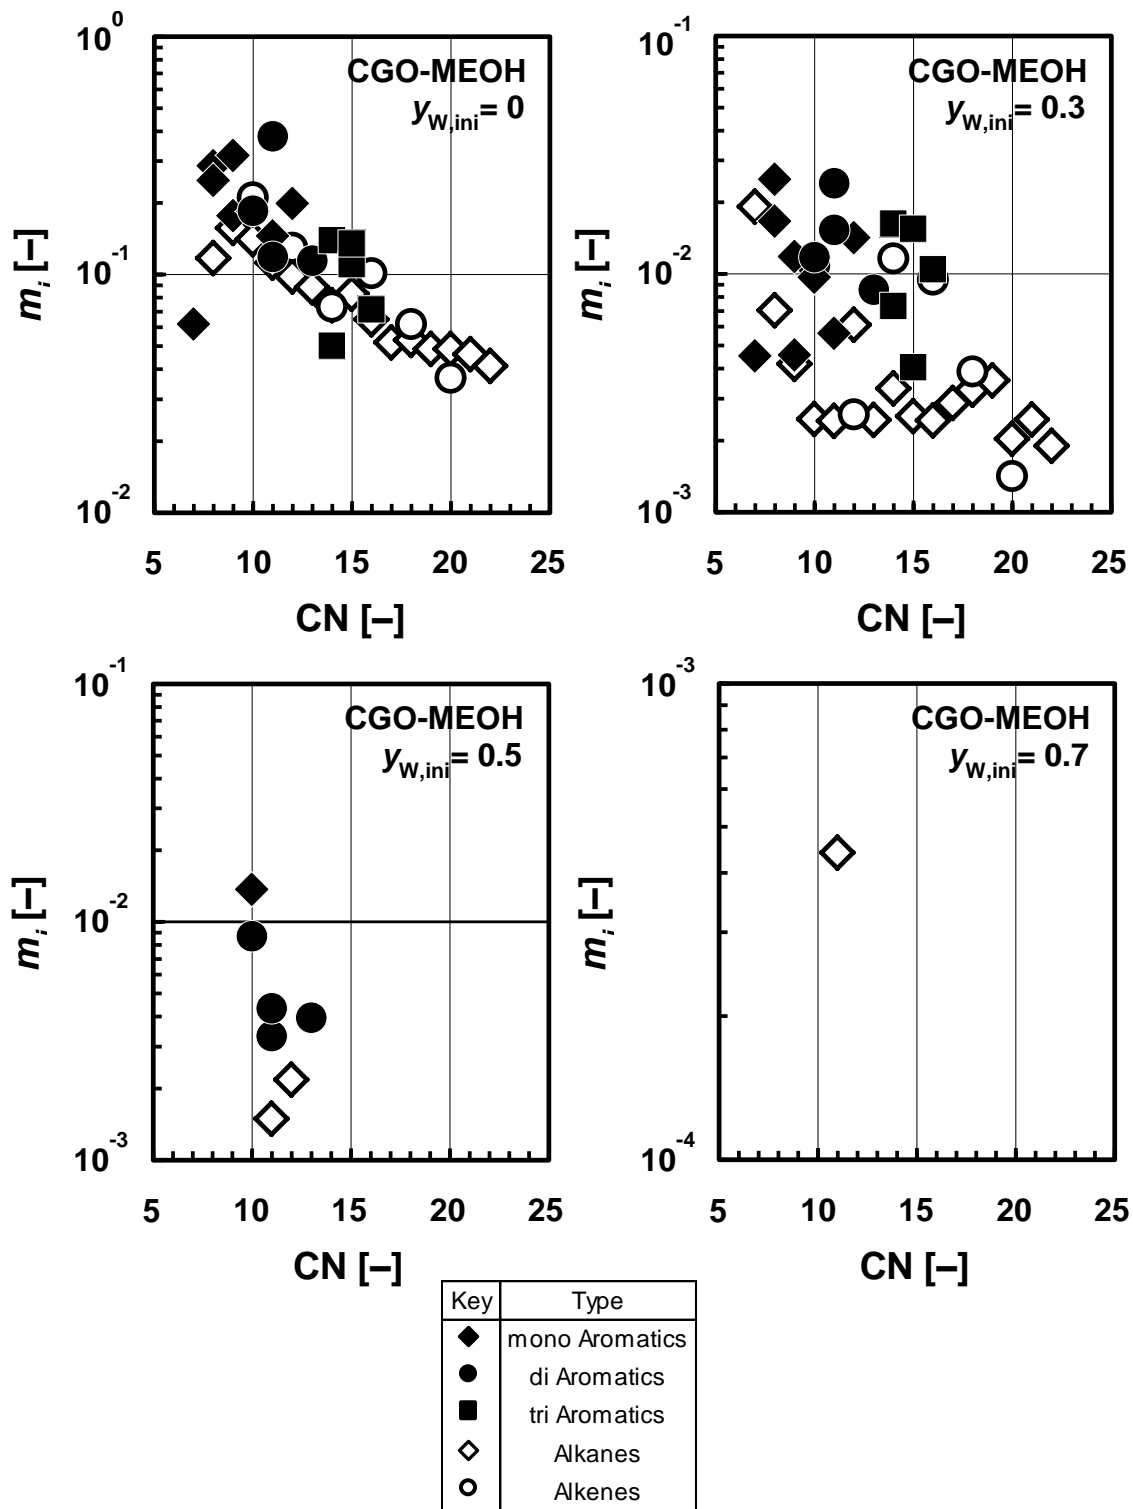 10^0
CGO-MEOH
y_W,ini= 0
10^-1
m_i [–]
10^-2
5 10 15 20 25
CN [–]
10^-1
CGO-MEOH
y_W,ini= 0.3
10^-2
m_i [–]
10^-3
5 10 15 20 25
CN [–]
10^-1
CGO-MEOH
y_W,ini= 0.5
10^-2
m_i [–]
10^-3
5 10 15 20 25
CN [–]
10^-3
CGO-MEOH
y_W,ini= 0.7
m_i [–]
10^-4
5 10 15 20 25
CN [–]
Key Type
mono Aromatics
di Aromatics
tri Aromatics
Alkanes
Alkenes